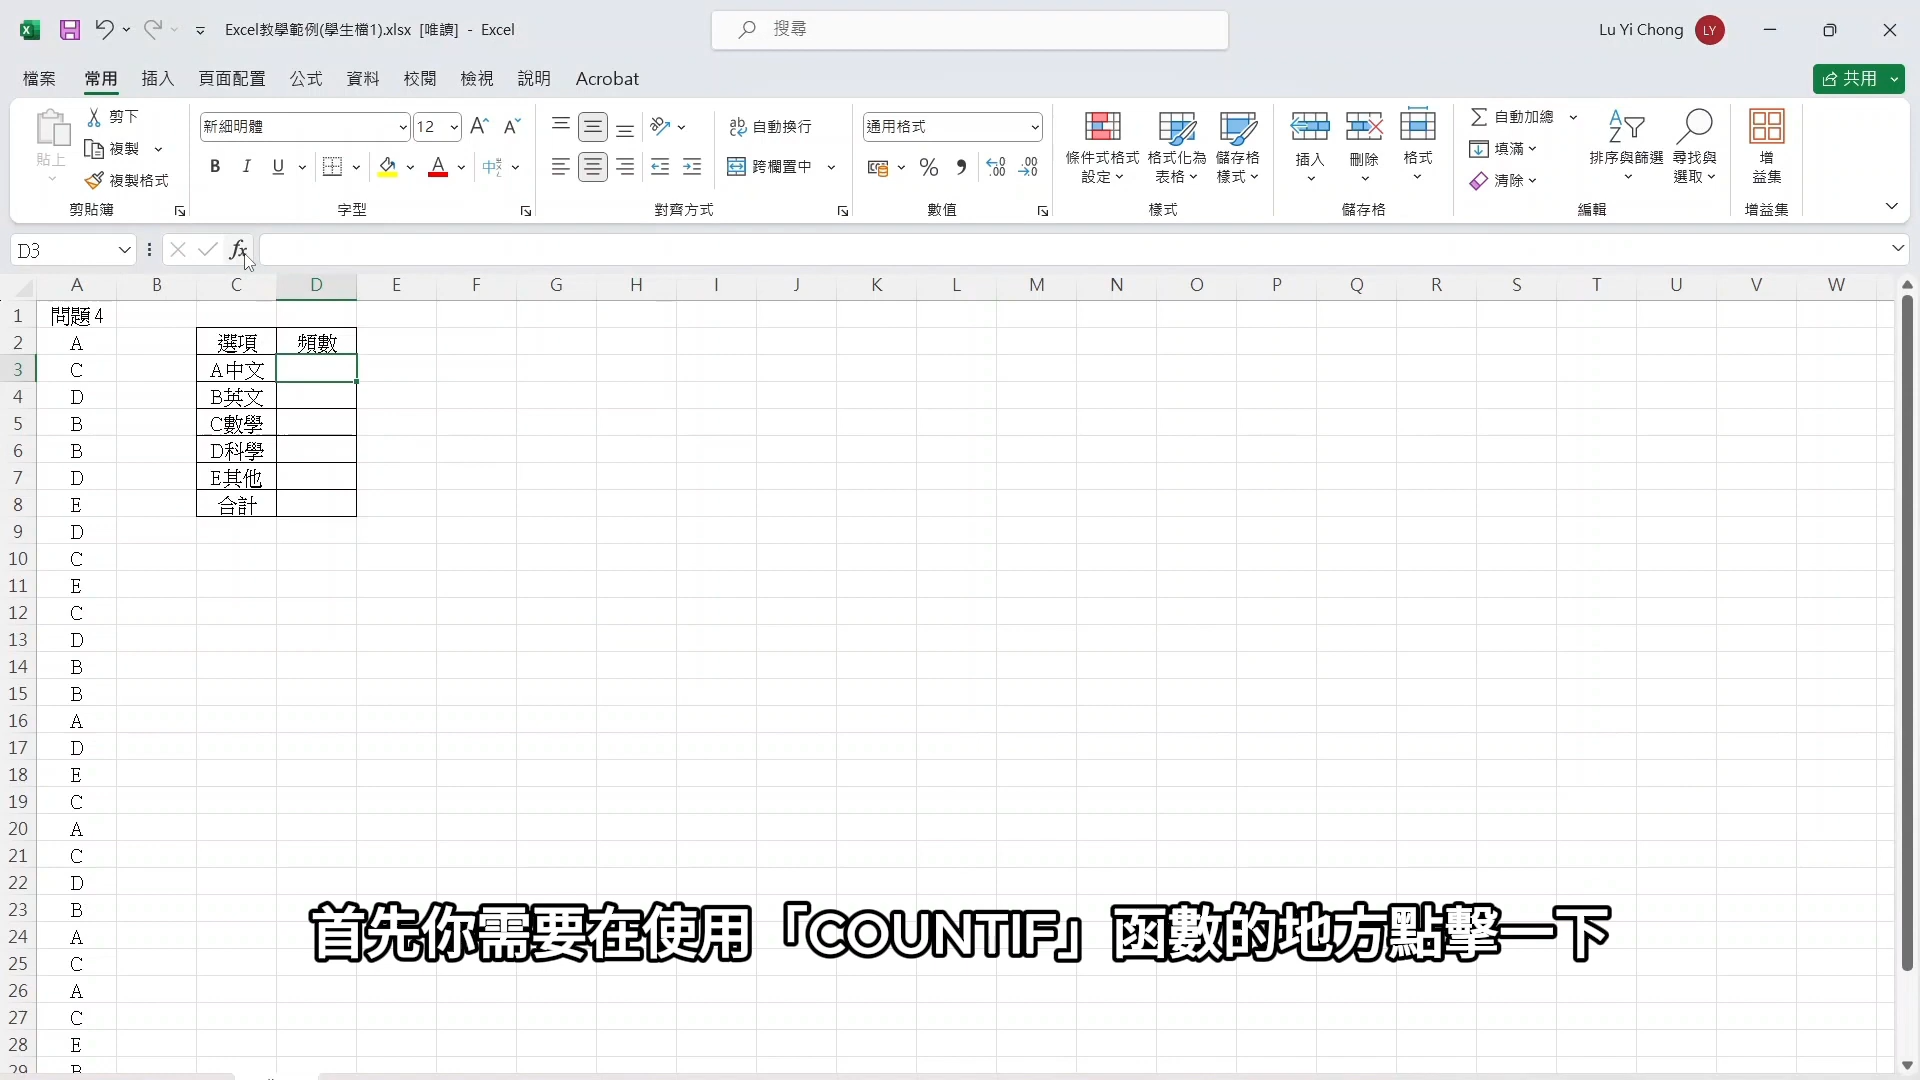 Excel教學範例(學生檔1).xlsx [唯讀] - Excel
搜尋
Lu Yi Chong
LY
檔案 常用 插入 頁面配置 公式 資料 校閱 檢視 說明 Acrobat
共用
貼上
剪下
複製
複製格式
剪貼簿
新細明體
12
B I U
A
字型
自動換行
跨欄置中
對齊方式
通用格式
%
數值
條件式格式
設定
格式化為
表格
儲存格
樣式
樣式
插入
刪除
格式
儲存格
自動加總
填滿
清除
排序與篩選
尋找與
選取
編輯
增
益集
增益集
D3
fx
A B C D E F G H I J K L M N O P Q R S T U V W
1 問題4
2 A 選項 頻數
3 C A中文
4 D B英文
5 B C數學
6 B D科學
7 D E其他
8 E 合計
9 D
10 C
11 E
12 C
13 D
14 B
15 B
16 A
17 D
18 E
19 C
20 A
21 C
22 D
23 B
24 A
25 C
26 A
27 C
28 E
29 B
首先你需要在使用「COUNTIF」函數的地方點擊一下